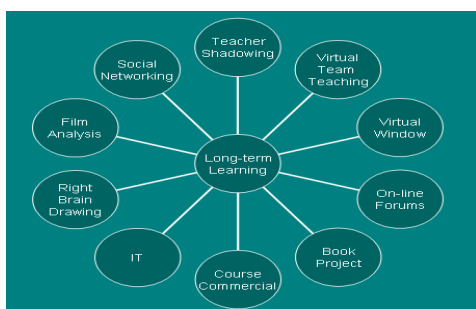 Teacher
Shadowing
Social
Networking
Virtual
Team
Teaching
Film
Analysis
Virtual
Window
Long-term
Learning
Right
Brain
Drawing
On-line
Forums
IT
Book
Project
Course
Commercial